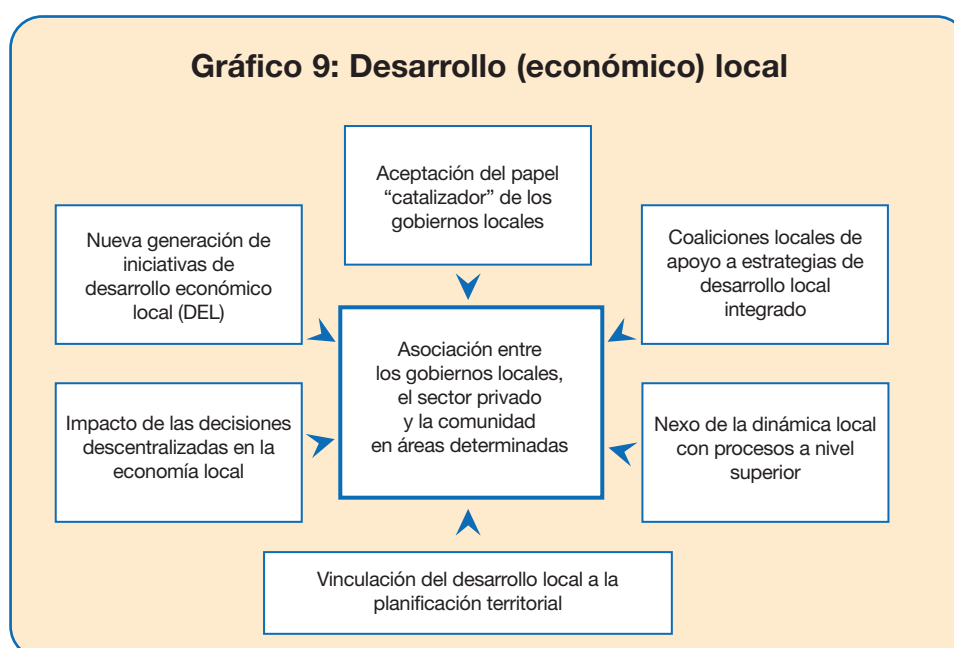 Gráfico 9: Desarrollo (económico) local
Aceptación del papel
“catalizador” de los
gobiernos locales
Nueva generación de
iniciativas de
desarrollo económico
local (DEL)
Coaliciones locales de
apoyo a estrategias de
desarrollo local
integrado
Asociación entre
los gobiernos locales,
el sector privado
y la comunidad
en áreas determinadas
Impacto de las decisiones
descentralizadas en la
economía local
Nexo de la dinámica local
con procesos a nivel
superior
Vinculación del desarrollo local a la
planificación territorial